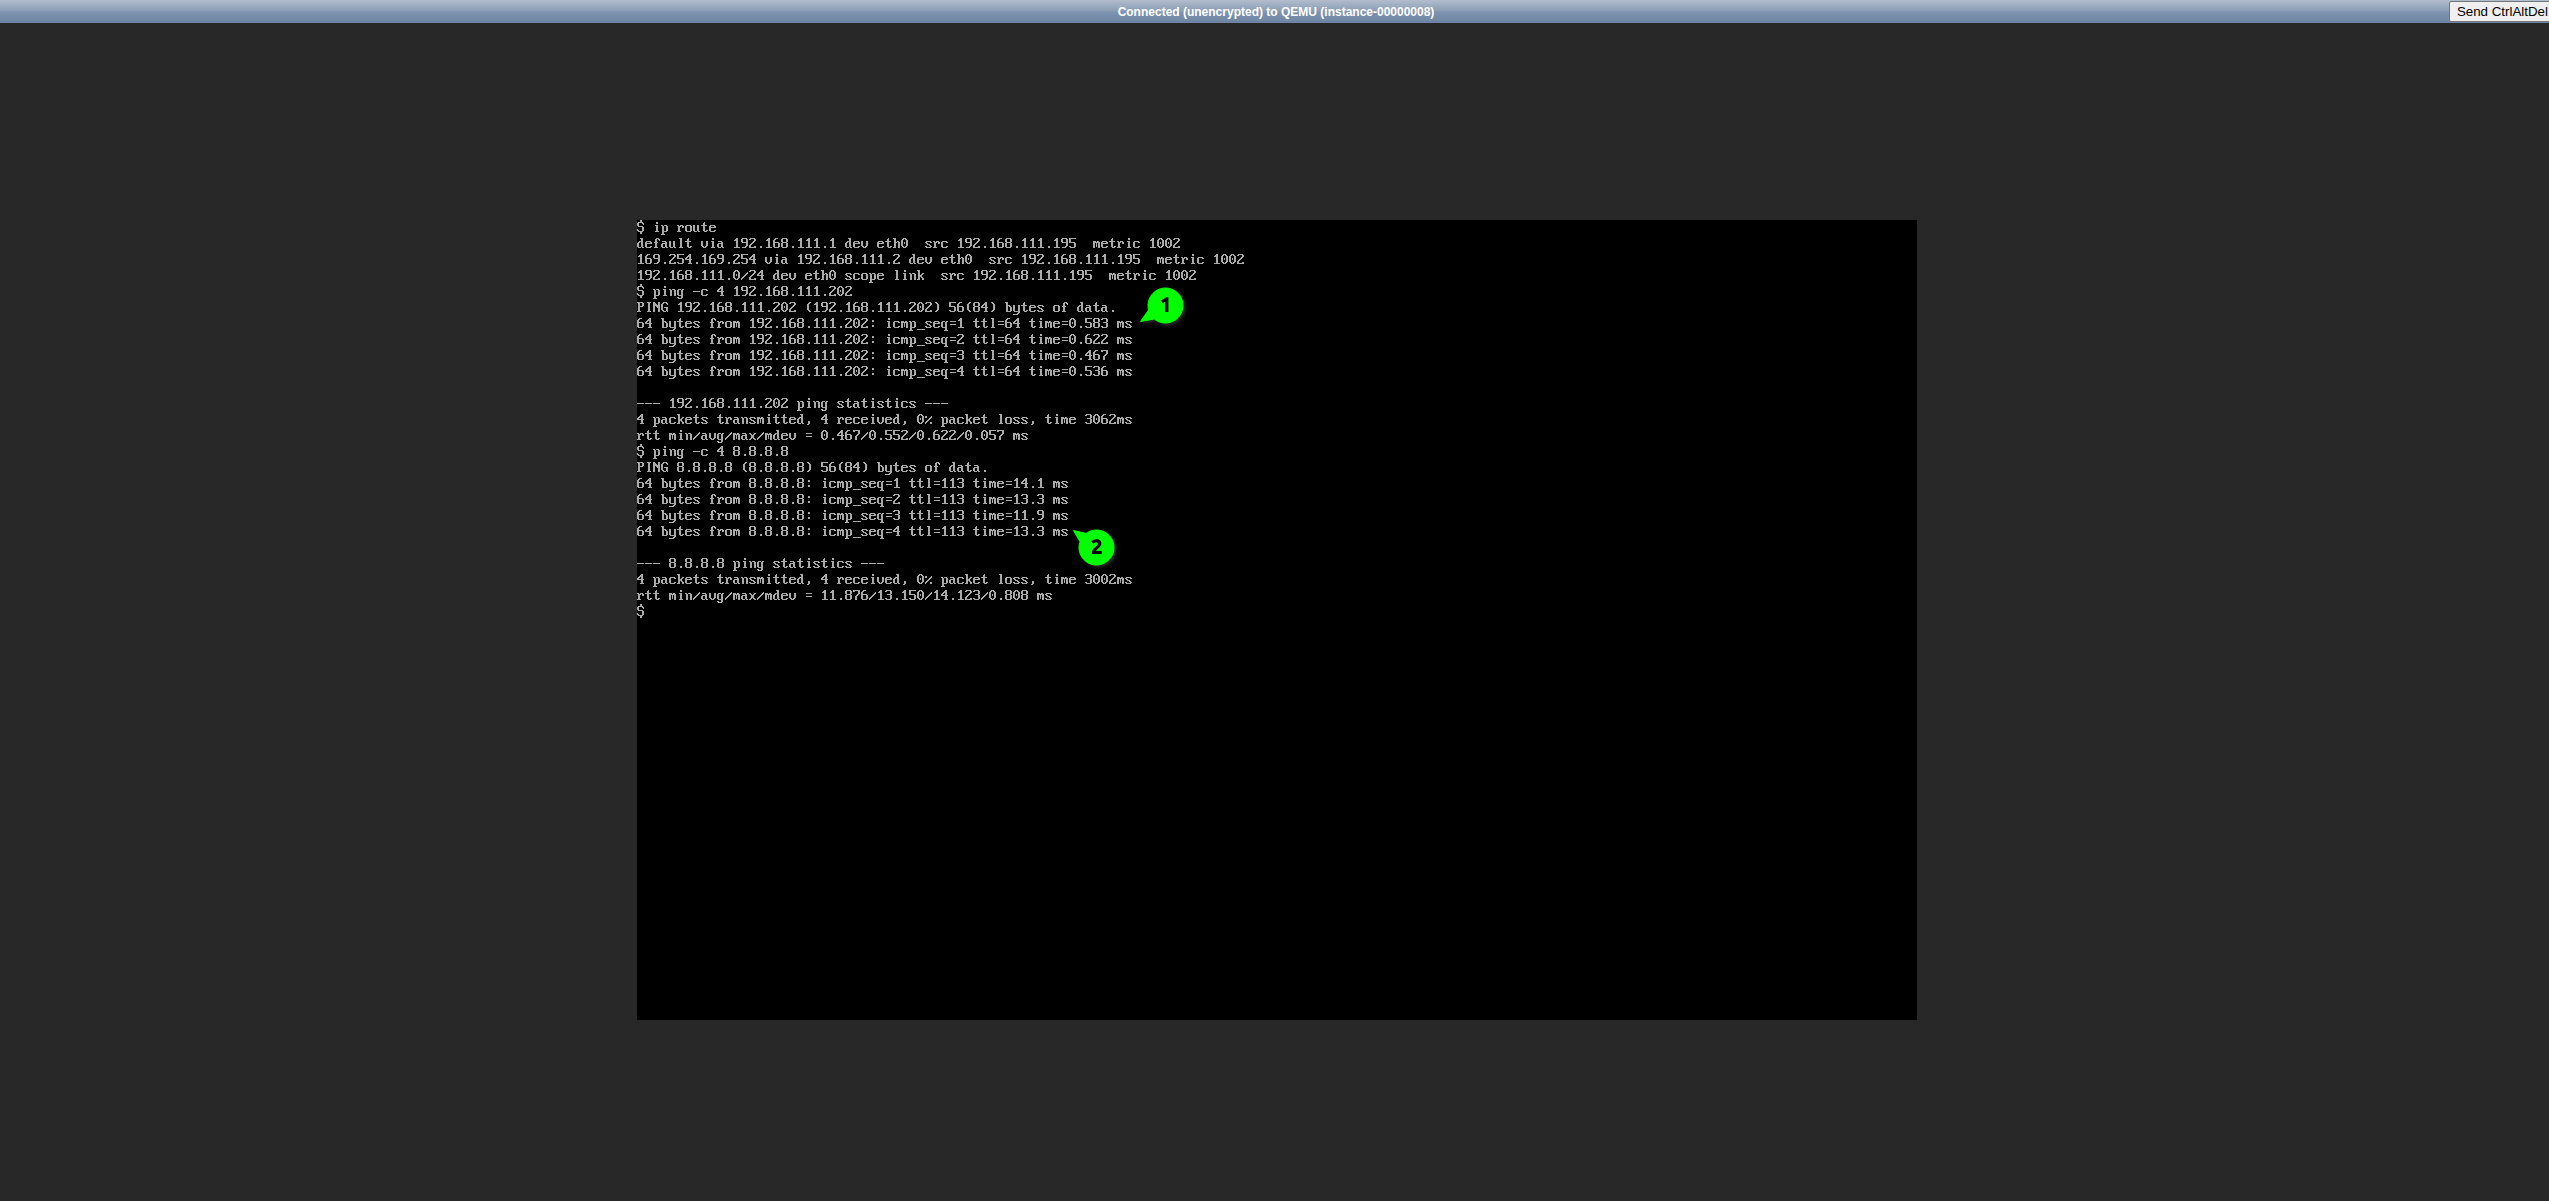 Connected (unencrypted) to QEMU (instance-00000008)
Send CtrlAltDel
$ ip route
default via 192.168.111.1 dev eth0  src 192.168.111.195  metric 1002
169.254.169.254 via 192.168.111.2 dev eth0  src 192.168.111.195  metric 1002
192.168.111.0/24 dev eth0 scope link  src 192.168.111.195  metric 1002
$ ping -c 4 192.168.111.202
PING 192.168.111.202 (192.168.111.202) 56(84) bytes of data.
1
64 bytes from 192.168.111.202: icmp_seq=1 ttl=64 time=0.583 ms
64 bytes from 192.168.111.202: icmp_seq=2 ttl=64 time=0.622 ms
64 bytes from 192.168.111.202: icmp_seq=3 ttl=64 time=0.467 ms
64 bytes from 192.168.111.202: icmp_seq=4 ttl=64 time=0.536 ms
--- 192.168.111.202 ping statistics ---
4 packets transmitted, 4 received, 0% packet loss, time 3062ms
rtt min/avg/max/mdev = 0.467/0.552/0.622/0.057 ms
$ ping -c 4 8.8.8.8
PING 8.8.8.8 (8.8.8.8) 56(84) bytes of data.
64 bytes from 8.8.8.8: icmp_seq=1 ttl=113 time=14.1 ms
64 bytes from 8.8.8.8: icmp_seq=2 ttl=113 time=13.3 ms
64 bytes from 8.8.8.8: icmp_seq=3 ttl=113 time=11.9 ms
64 bytes from 8.8.8.8: icmp_seq=4 ttl=113 time=13.3 ms
2
--- 8.8.8.8 ping statistics ---
4 packets transmitted, 4 received, 0% packet loss, time 3002ms
rtt min/avg/max/mdev = 11.876/13.150/14.123/0.808 ms
$